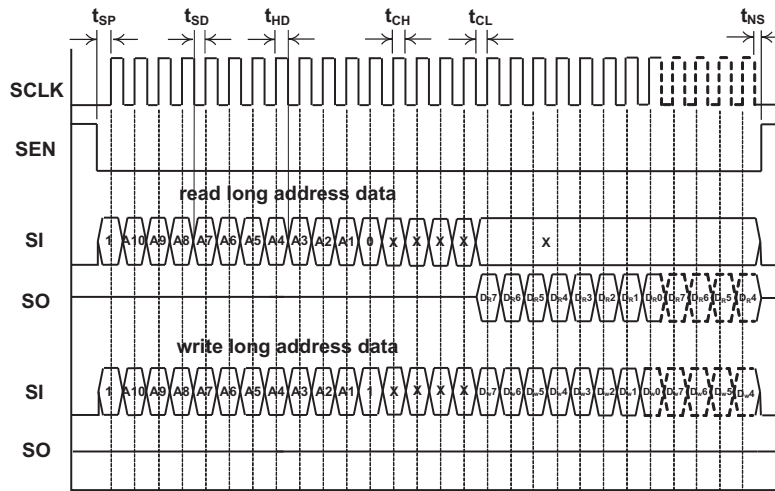 tSP tSD tHD tCH tCL tNS
SCLK
SEN
read long address data
SI 1 A10 A9 A8 A7 A6 A5 A4 A3 A2 A1 0 X X X X X
SO DR7 DR6 DR5 DR4 DR3 DR2 DR1 DR0 DR7 DR6 DR5 DR4
write long address data
SI 1 A10 A9 A8 A7 A6 A5 A4 A3 A2 A1 1 X X X X Dw7 Dw6 Dw5 Dw4 Dw3 Dw2 Dw1 Dw0 Dw7 Dw6 Dw5 Dw4
SO